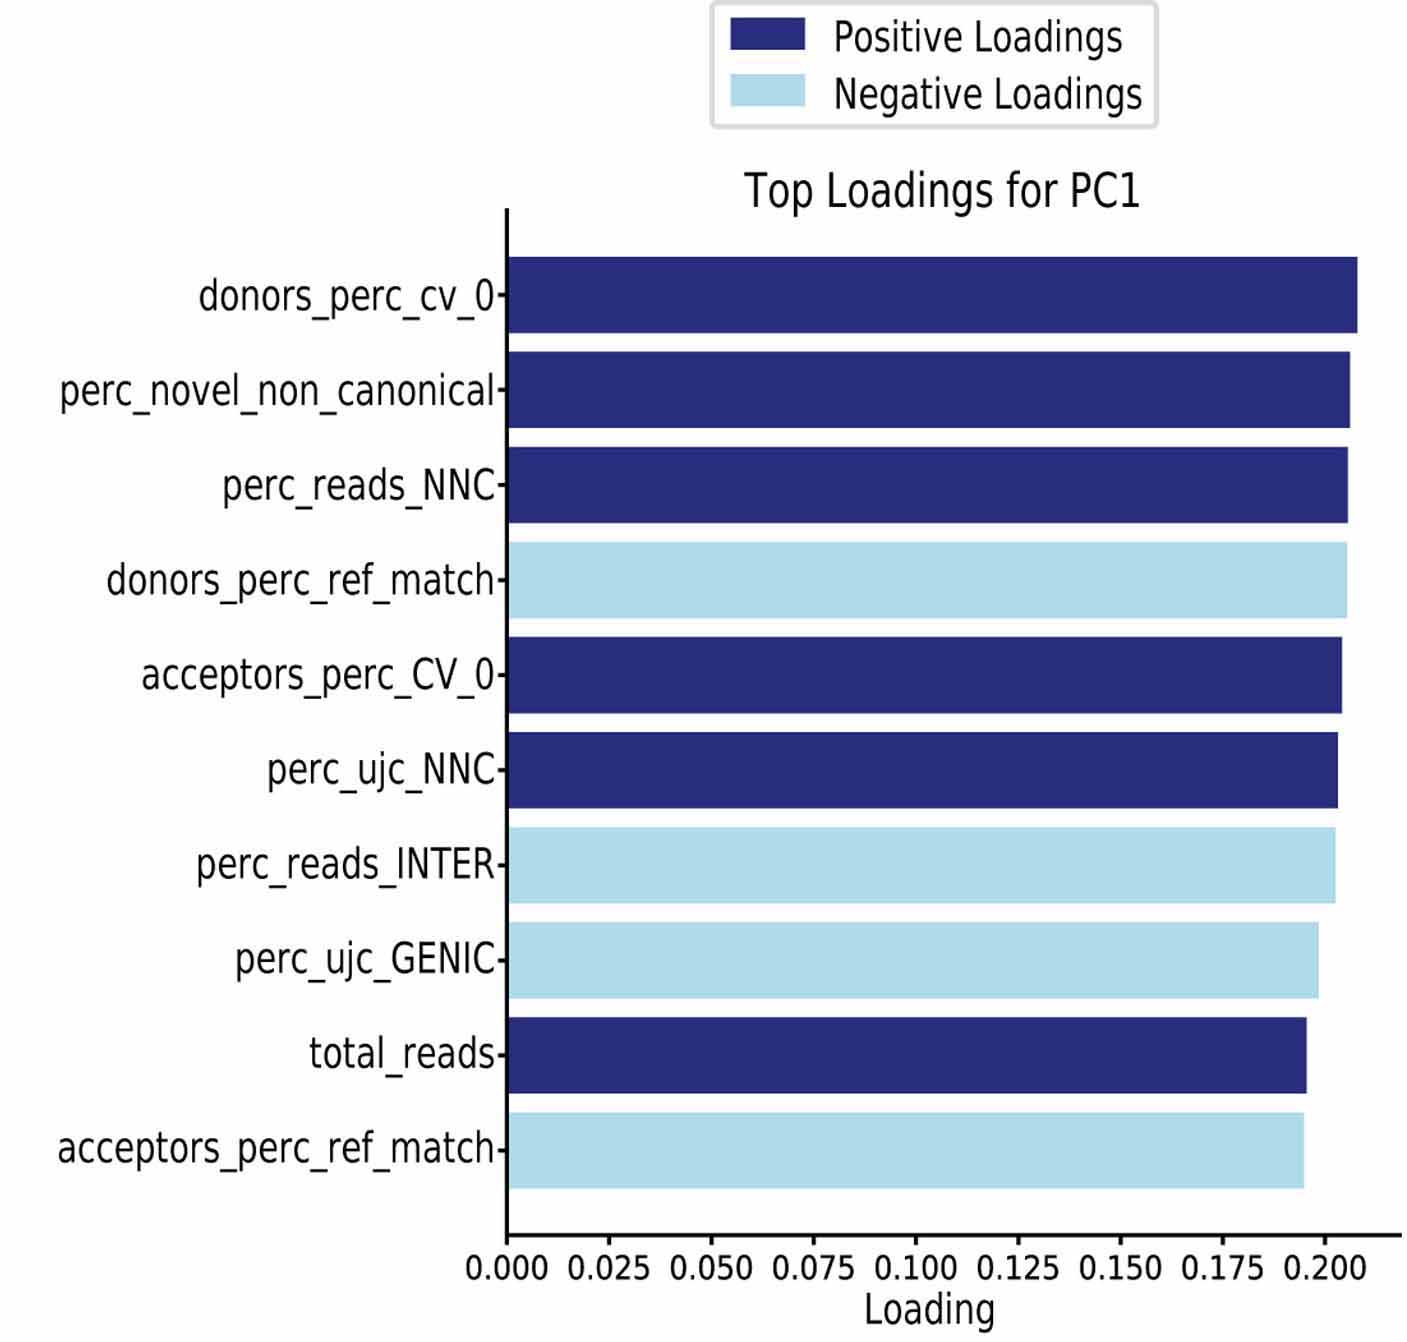 Positive Loadings
Negative Loadings
Top Loadings for PC1
donors_perc_cv_0
perc_novel_non_canonical
perc_reads_NNC
donors_perc_ref_match
acceptors_perc_CV_0
perc_ujc_NNC
perc_reads_INTER
perc_ujc_GENIC
total_reads
acceptors_perc_ref_match
0.000 0.025 0.050 0.075 0.100 0.125 0.150 0.175 0.200
Loading